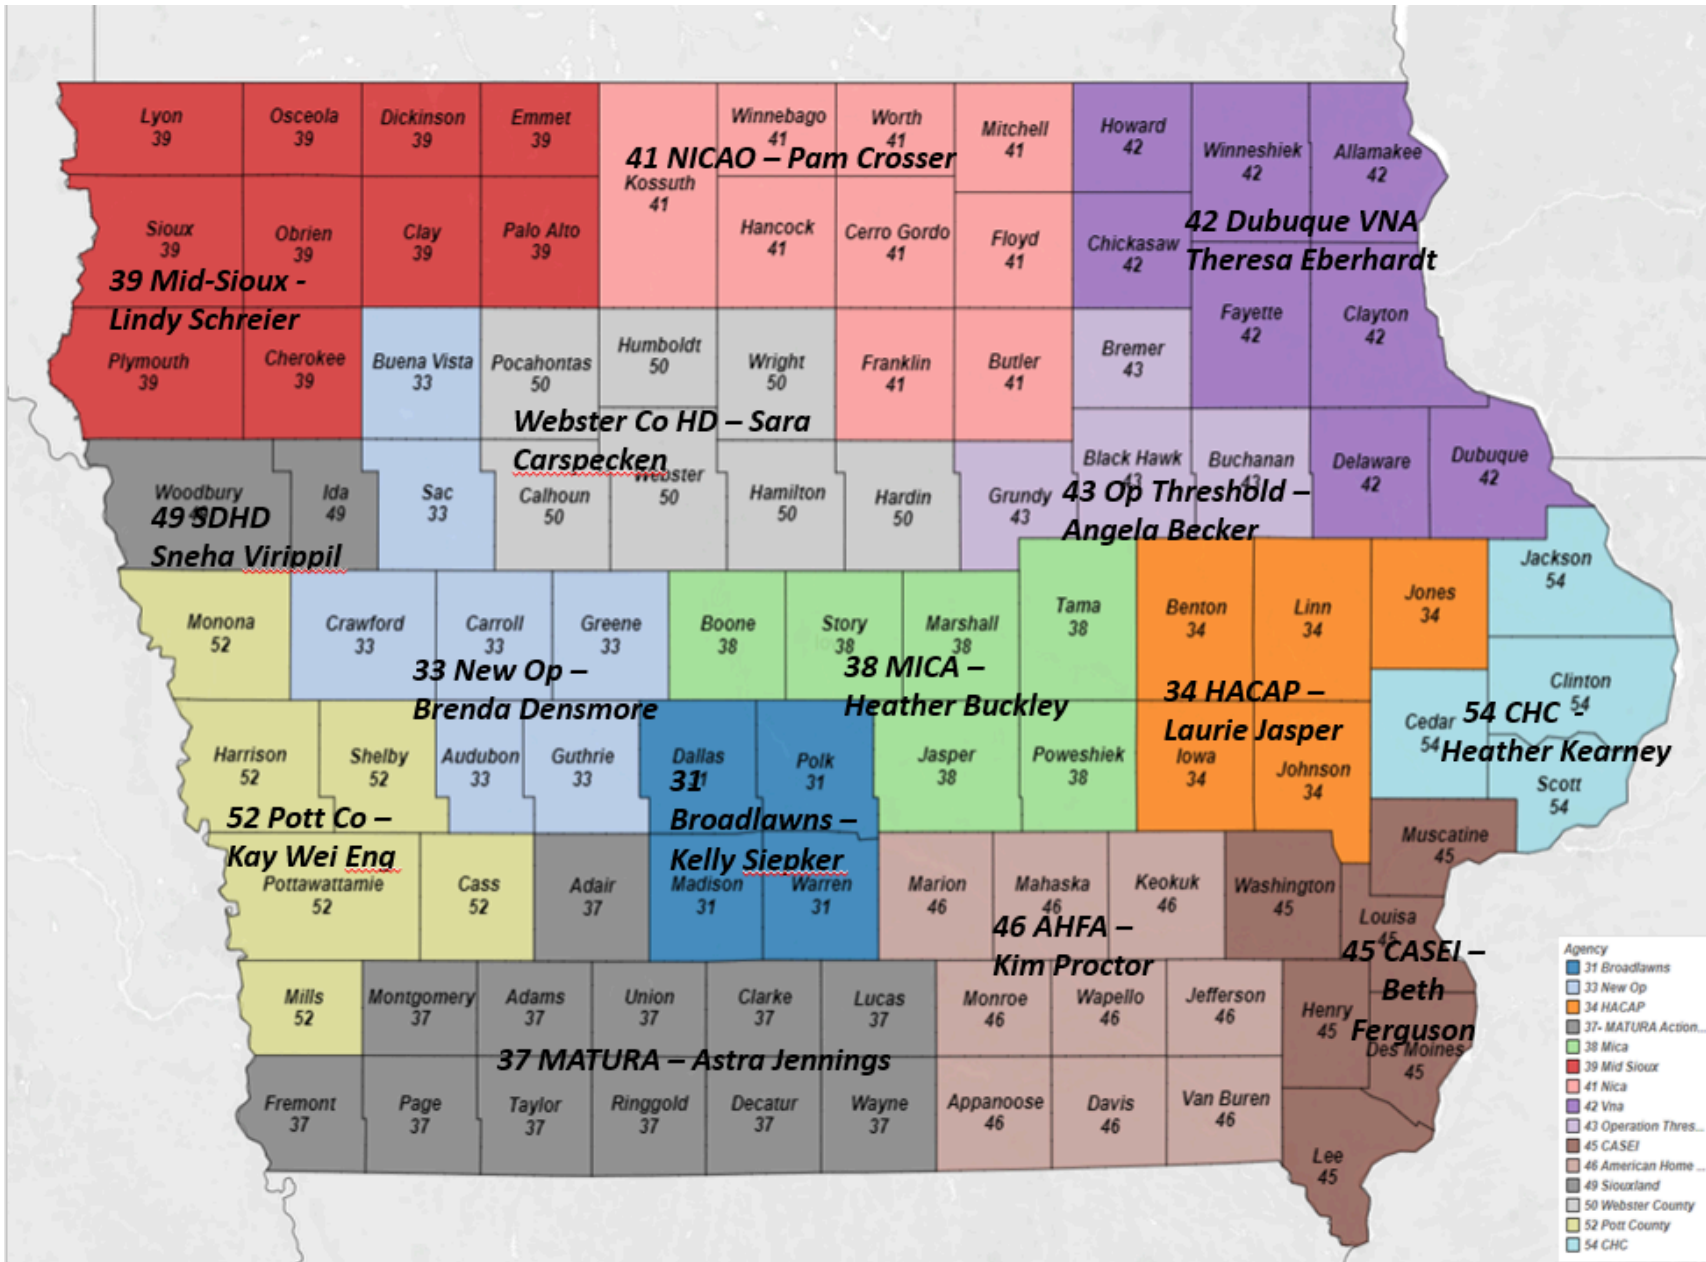 Lyon
39
Osceola
39
Dickinson
39
Emmet
39
Winnebago
41
Worth
41
Mitchell
41
Howard
42
Winneshiek
42
Allamakee
42
41 NICAO – Pam Crosser
Kossuth
41
Sioux
39
Obrien
39
Clay
39
Palo Alto
39
Hancock
41
Cerro Gordo
41
Floyd
41
Chickasaw
42
42 Dubuque VNA
Theresa Eberhardt
39 Mid-Sioux -
Lindy Schreier
Plymouth
39
Cherokee
39
Buena Vista
33
Pocahontas
50
Humboldt
50
Wright
50
Franklin
41
Butler
41
Bremer
43
Fayette
42
Clayton
42
Webster Co HD – Sara
Carspecken
Woodbury
Ida
49
Sac
33
Calhoun
50
Webster
50
Hamilton
50
Hardin
50
Grundy
43
Black Hawk
43
Buchanan
43
Delaware
42
Dubuque
42
49 SDHD
Sneha Virippil
43 Op Threshold –
Angela Becker
Monona
52
Crawford
33
Carroll
33
Greene
33
Boone
38
Story
38
Marshall
38
Tama
38
Benton
34
Linn
34
Jones
34
Jackson
54
33 New Op –
Brenda Densmore
38 MICA –
Heather Buckley
34 HACAP –
Laurie Jasper
Clinton
54
Cedar
54
54 CHC -
Heather Kearney
Scott
54
Harrison
52
Shelby
52
Audubon
33
Guthrie
33
Dallas
31
Polk
31
Jasper
38
Poweshiek
38
Iowa
34
Johnson
34
31
Broadlawns –
Kelly Siepker
52 Pott Co –
Kay Wei Eng
Pottawattamie
52
Cass
52
Adair
37
Madison
31
Warren
31
Marion
46
Mahaska
46
Keokuk
46
Washington
45
Muscatine
45
Louisa
45
46 AHFA –
Kim Proctor
45 CASEI –
Beth
Ferguson
Mills
52
Montgomery
37
Adams
37
Union
37
Clarke
37
Lucas
37
Monroe
46
Wapello
46
Jefferson
46
Henry
45
Des Moines
45
37 MATURA – Astra Jennings
Fremont
37
Page
37
Taylor
37
Ringgold
37
Decatur
37
Wayne
37
Appanoose
46
Davis
46
Van Buren
46
Lee
45
Agency
31 Broadlawns
33 New Op
34 HACAP
37- MATURA Action...
38 Mica
39 Mid Sioux
41 Nica
42 Vna
43 Operation Thres...
45 CASEI
46 American Home ...
49 Siouxland
50 Webster County
52 Pott County
54 CHC